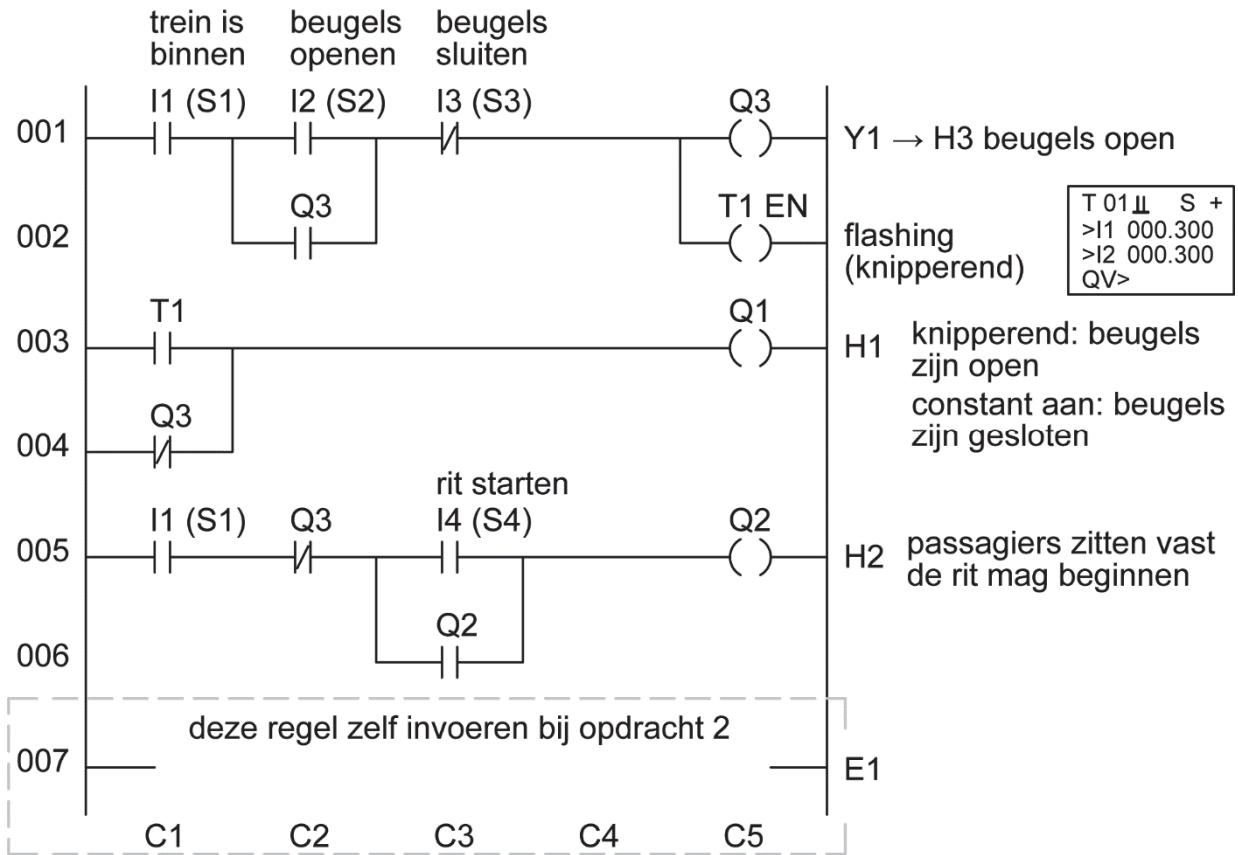 trein is
binnen
beugels
openen
beugels
sluiten
I1 (S1)
I2 (S2)
I3 (S3)
Q3
001
Y1 → H3 beugels open
Q3
T1 EN
002
flashing
(knipperend)
T 01 ⅲ S +
>I1 000.300
>I2 000.300
QV>
T1
Q1
003
H1
knipperend: beugels
zijn open
constant aan: beugels
zijn gesloten
Q3
004
rit starten
I1 (S1)
Q3
I4 (S4)
Q2
005
H2
passagiers zitten vast
de rit mag beginnen
Q2
006
deze regel zelf invoeren bij opdracht 2
007
E1
C1
C2
C3
C4
C5